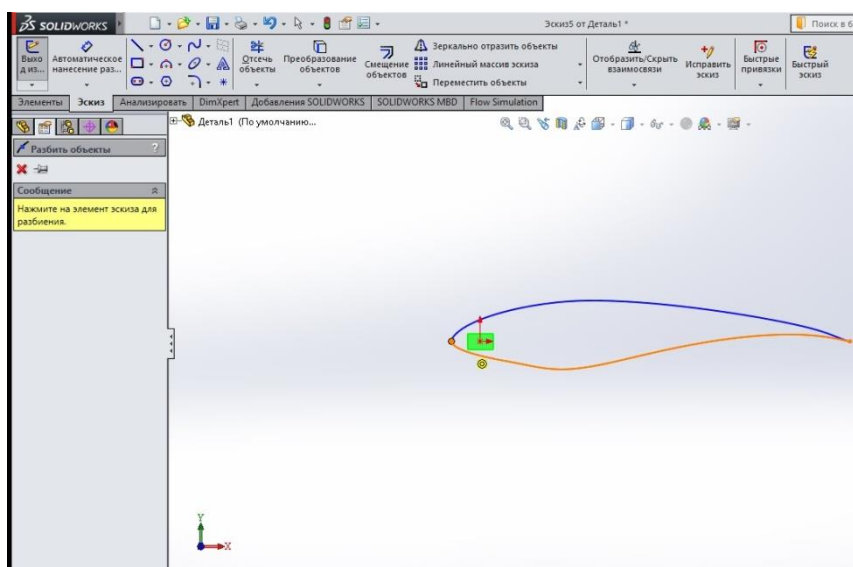 SOLIDWORKS
Эскиз5 от Деталь1 *
Поиск в б
Выхо
д из...
Автоматическое
нанесение раз...
Отсечь
объекты
Преобразование
объектов
Смещение
объектов
Зеркально отразить объекты
Линейный массив эскиза
Переместить объекты
Отобразить/Скрыть
взаимосвязи
Исправить
эскиз
Быстрые
привязки
Быстрый
эскиз
Элементы Эскиз Анализировать DimXpert Добавления SOLIDWORKS SOLIDWORKS MBD Flow Simulation
Деталь1 (По умолчанию...
Разбить объекты ?
Сообщение
Нажмите на элемент эскиза для
разбиения.
Y
X